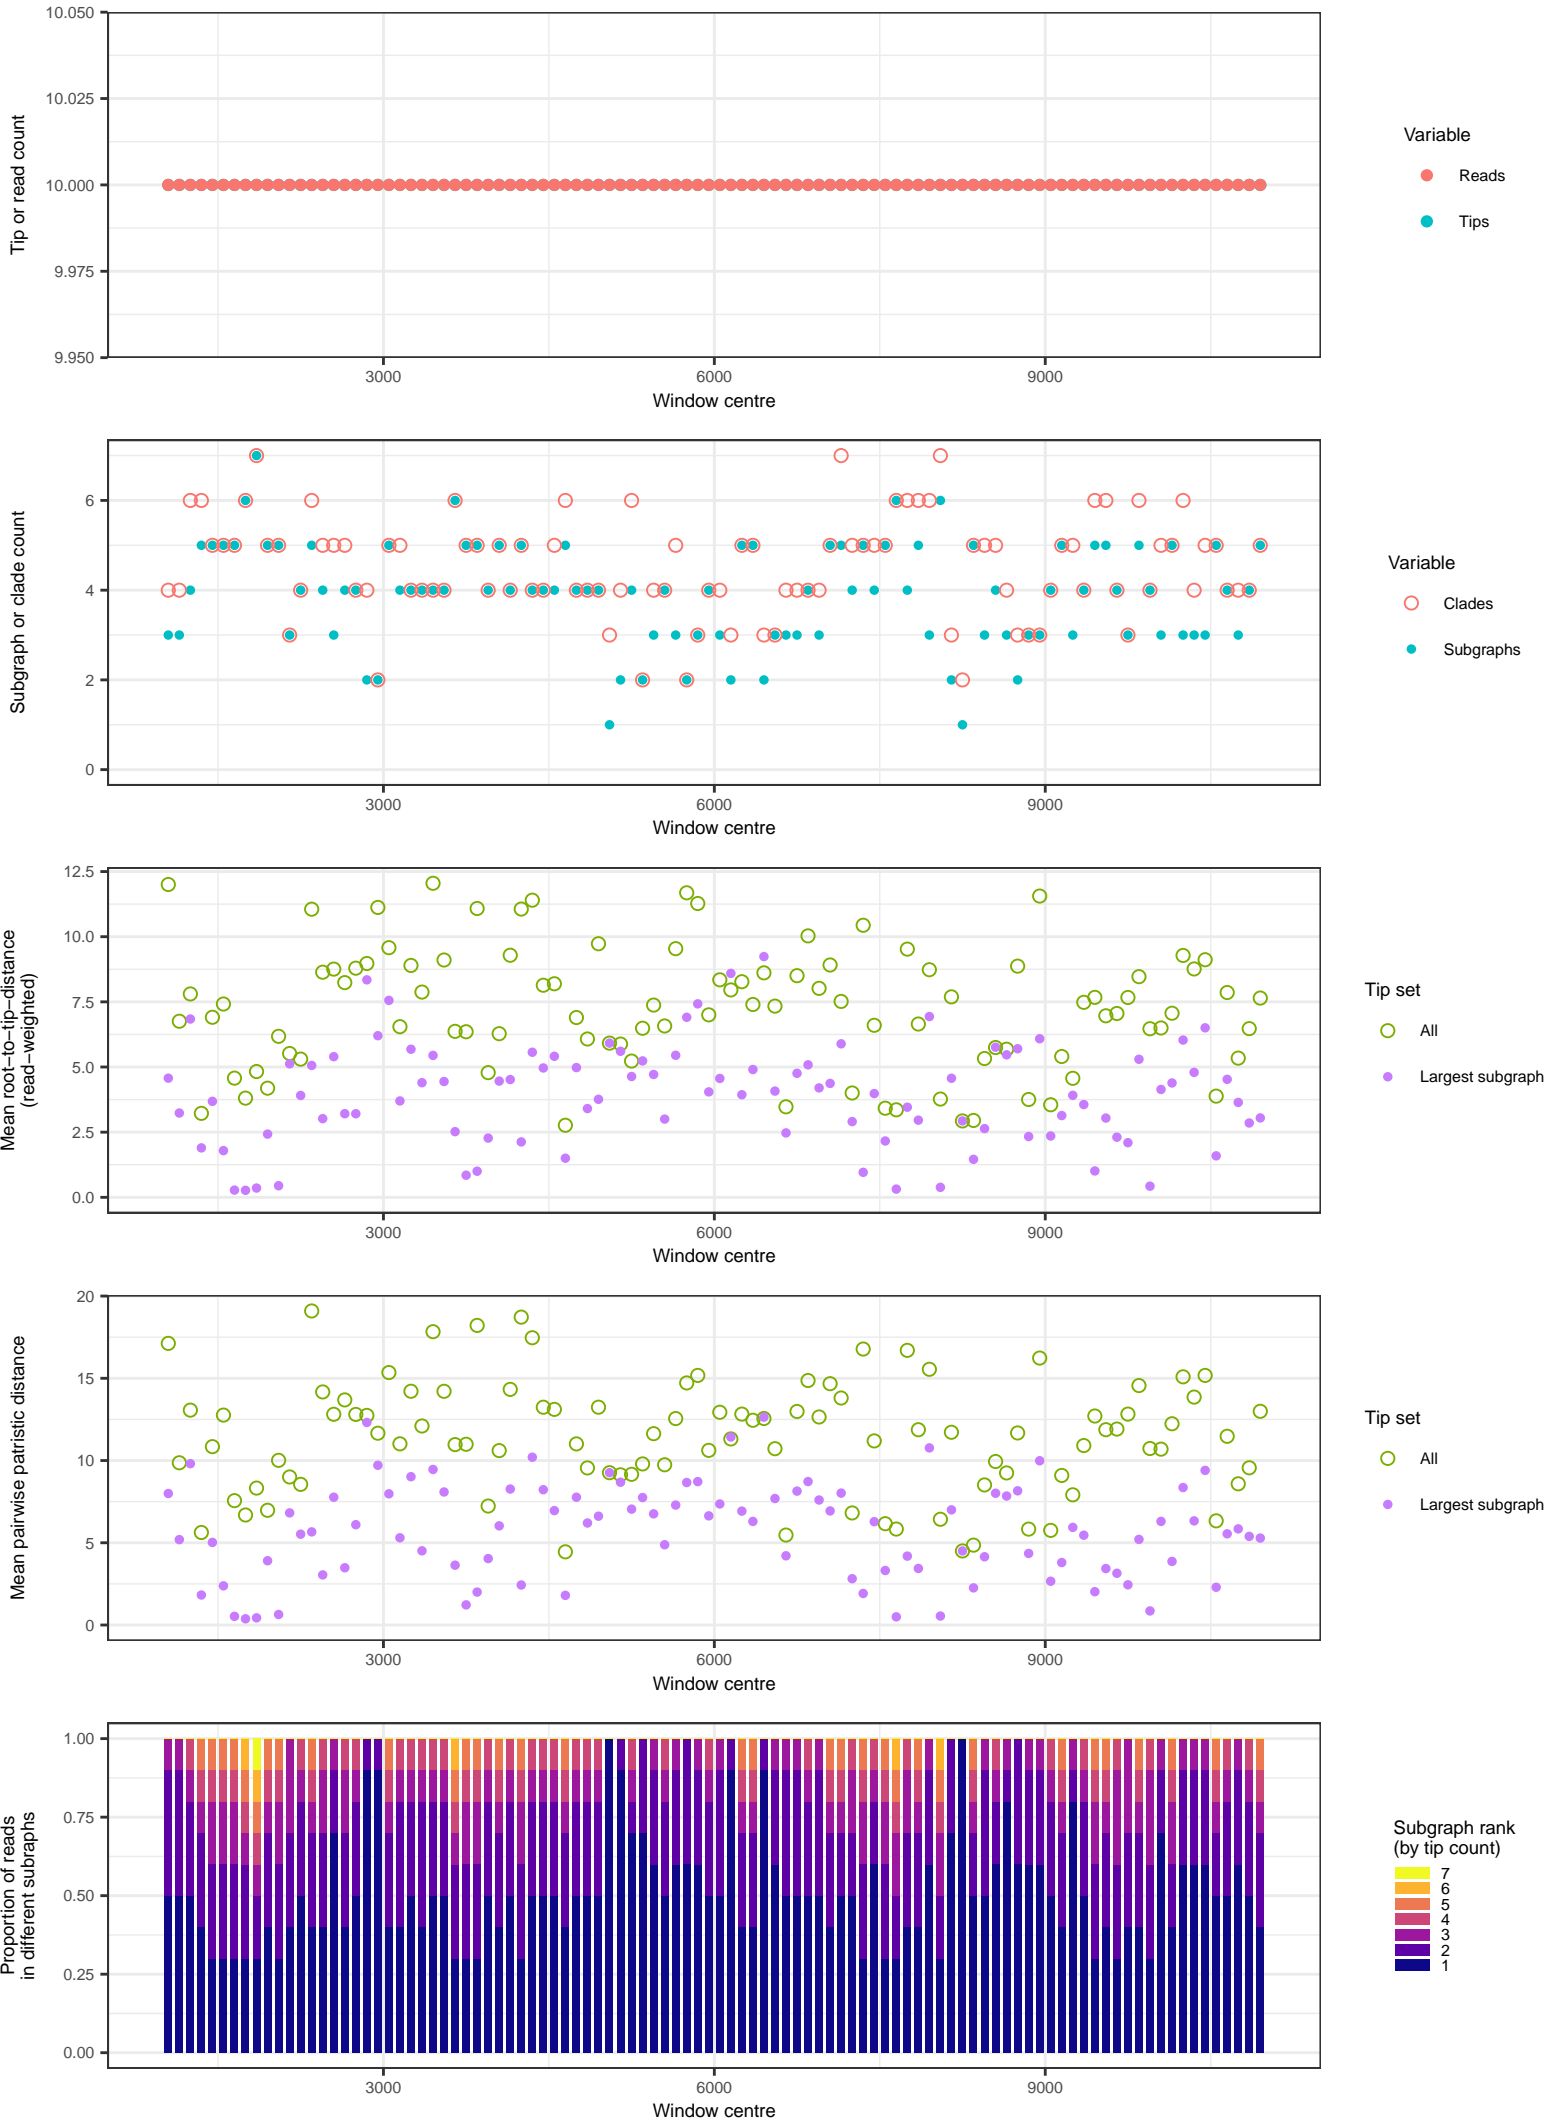 10.050
10.025
10.000
9.975
9.950
Tip or read count
3000 6000 9000
Window centre
Variable
Reads
Tips
6
4
2
0
Subgraph or clade count
3000 6000 9000
Window centre
Variable
Clades
Subgraphs
12.5
10.0
7.5
5.0
2.5
0.0
Mean root−to−tip−distance
(read−weighted)
3000 6000 9000
Window centre
Tip set
All
Largest subgraph
20
15
10
5
0
Mean pairwise patristic distance
3000 6000 9000
Window centre
Tip set
All
Largest subgraph
1.00
0.75
0.50
0.25
0.00
Proportion of reads
in different subraphs
3000 6000 9000
Window centre
Subgraph rank
(by tip count)
7
6
5
4
3
2
1